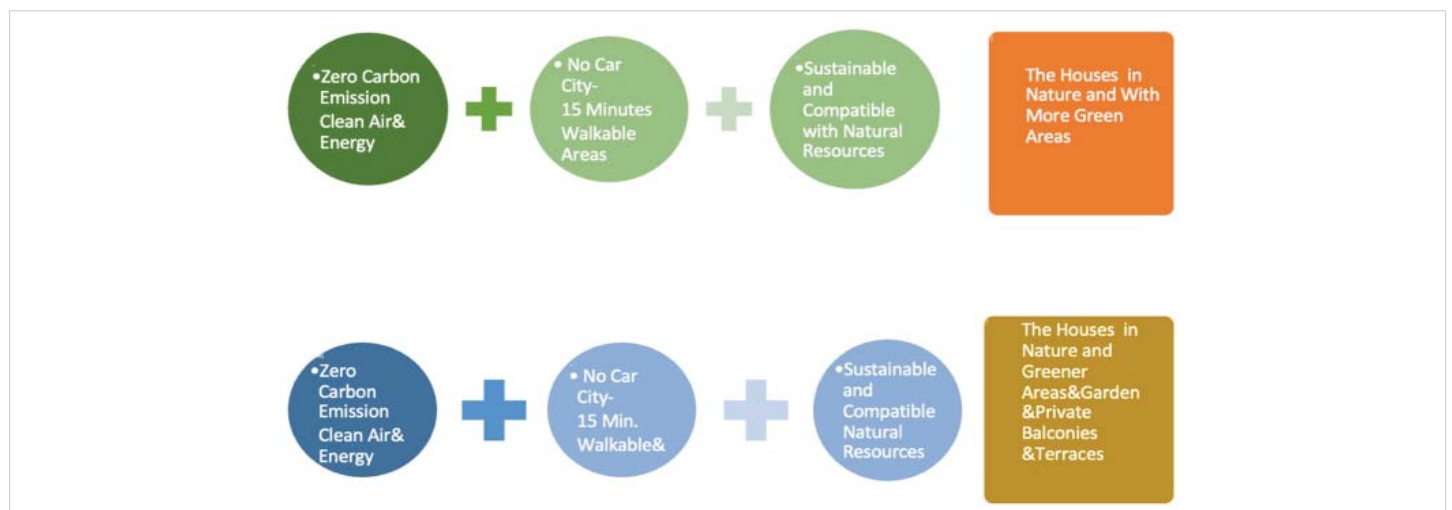 •Zero Carbon
Emission
Clean Air&
Energy
• No Car
City-
15 Minutes
Walkable
Areas
•Sustainable
and
Compatible
with Natural
Resources
The Houses in
Nature and With
More Green
Areas
•Zero
Carbon
Emission
Clean Air&
Energy
• No Car
City-
15 Min.
Walkable&
•Sustainable
and
Compatible
Natural
Resources
The Houses in
Nature and
Greener
Areas&Garden
&Private
Balconies
&Terraces